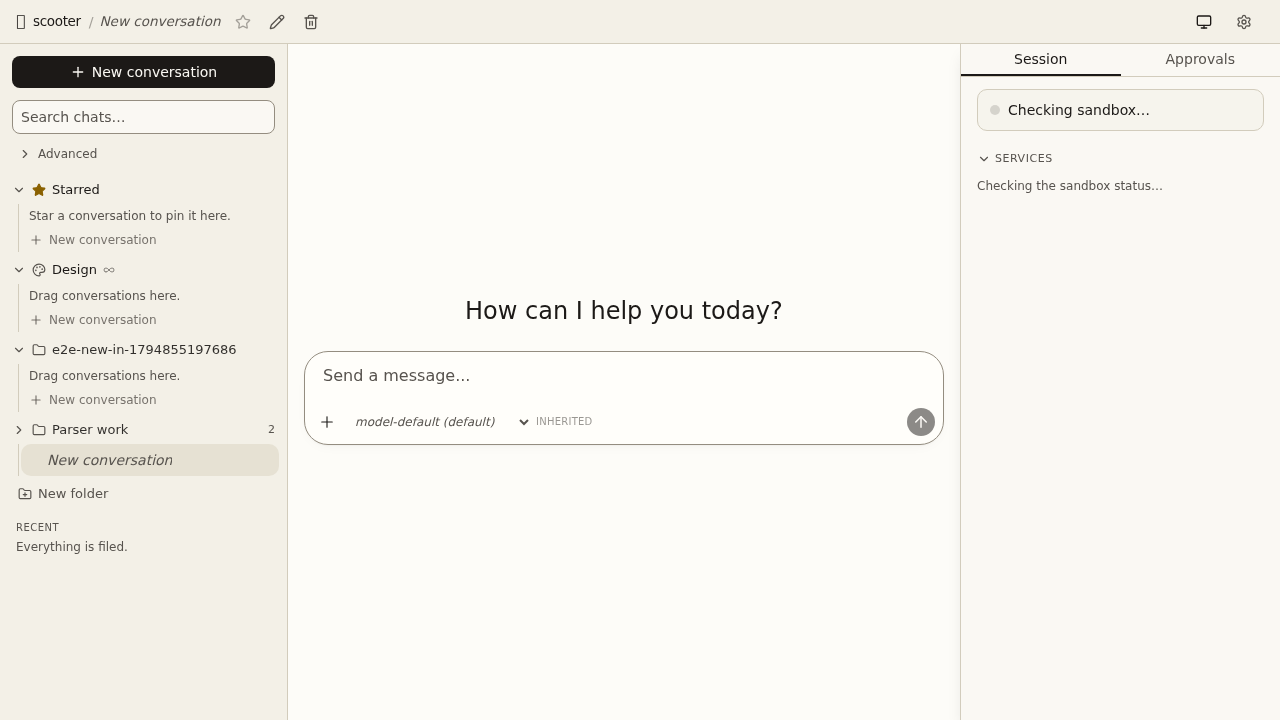 scooter / New conversation
New conversation
Search chats…
Advanced
Starred
Star a conversation to pin it here.
New conversation
Design
Drag conversations here.
New conversation
e2e-new-in-1794855197686
Drag conversations here.
New conversation
Parser work 2
New conversation
New folder
RECENT
Everything is filed.
How can I help you today?
Send a message...
model-default (default) INHERITED
Session Approvals
Checking sandbox…
SERVICES
Checking the sandbox status…